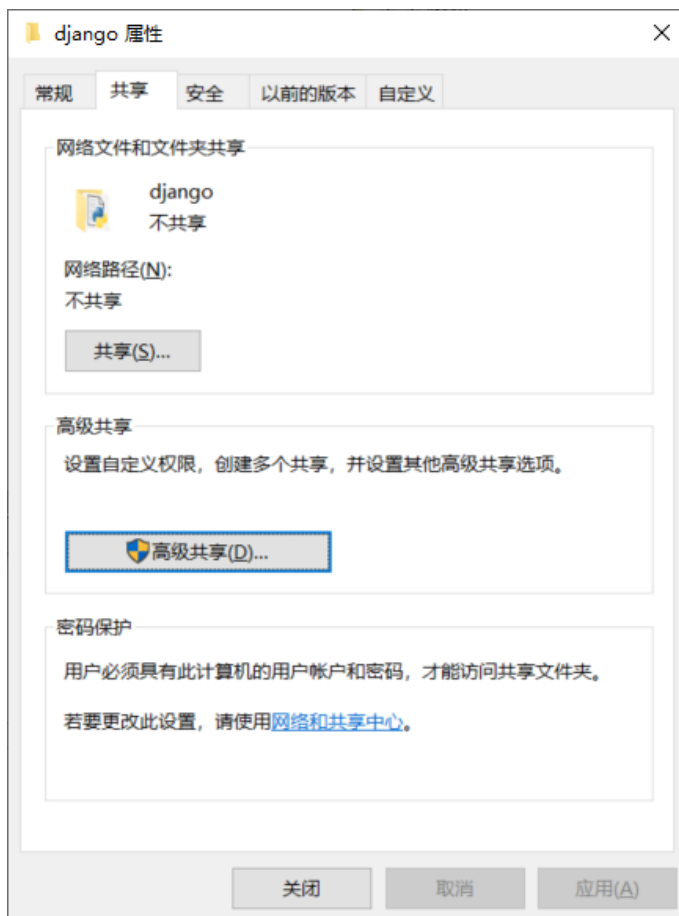 django 属性
常规 共享 安全 以前的版本 自定义
网络文件和文件夹共享
django
不共享
网络路径(N):
不共享
共享(S)...
高级共享
设置自定义权限，创建多个共享，并设置其他高级共享选项。
高级共享(D)...
密码保护
用户必须具有此计算机的用户帐户和密码，才能访问共享文件夹。
若要更改此设置，请使用网络和共享中心。
关闭 取消 应用(A)